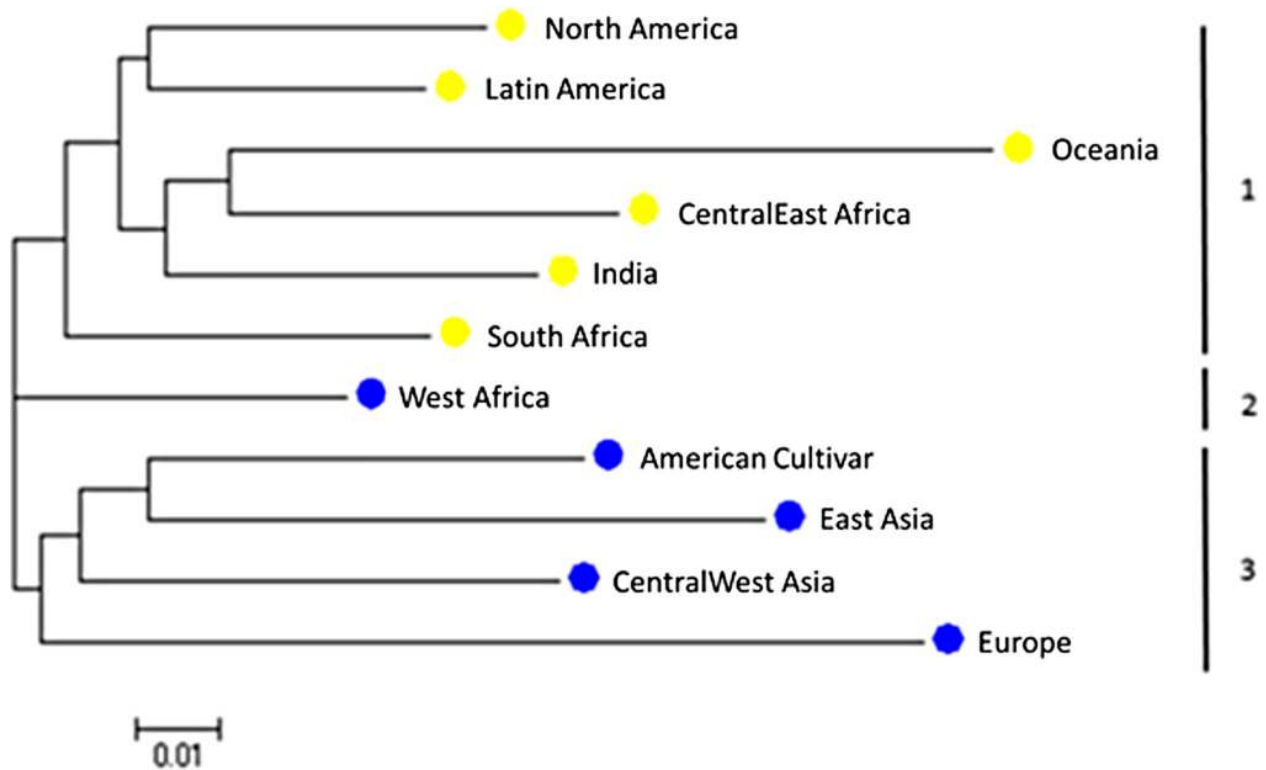 North America
Latin America
Oceania
CentralEast Africa
1
India
South Africa
West Africa
2
American Cultivar
East Asia
3
CentralWest Asia
Europe
0.01